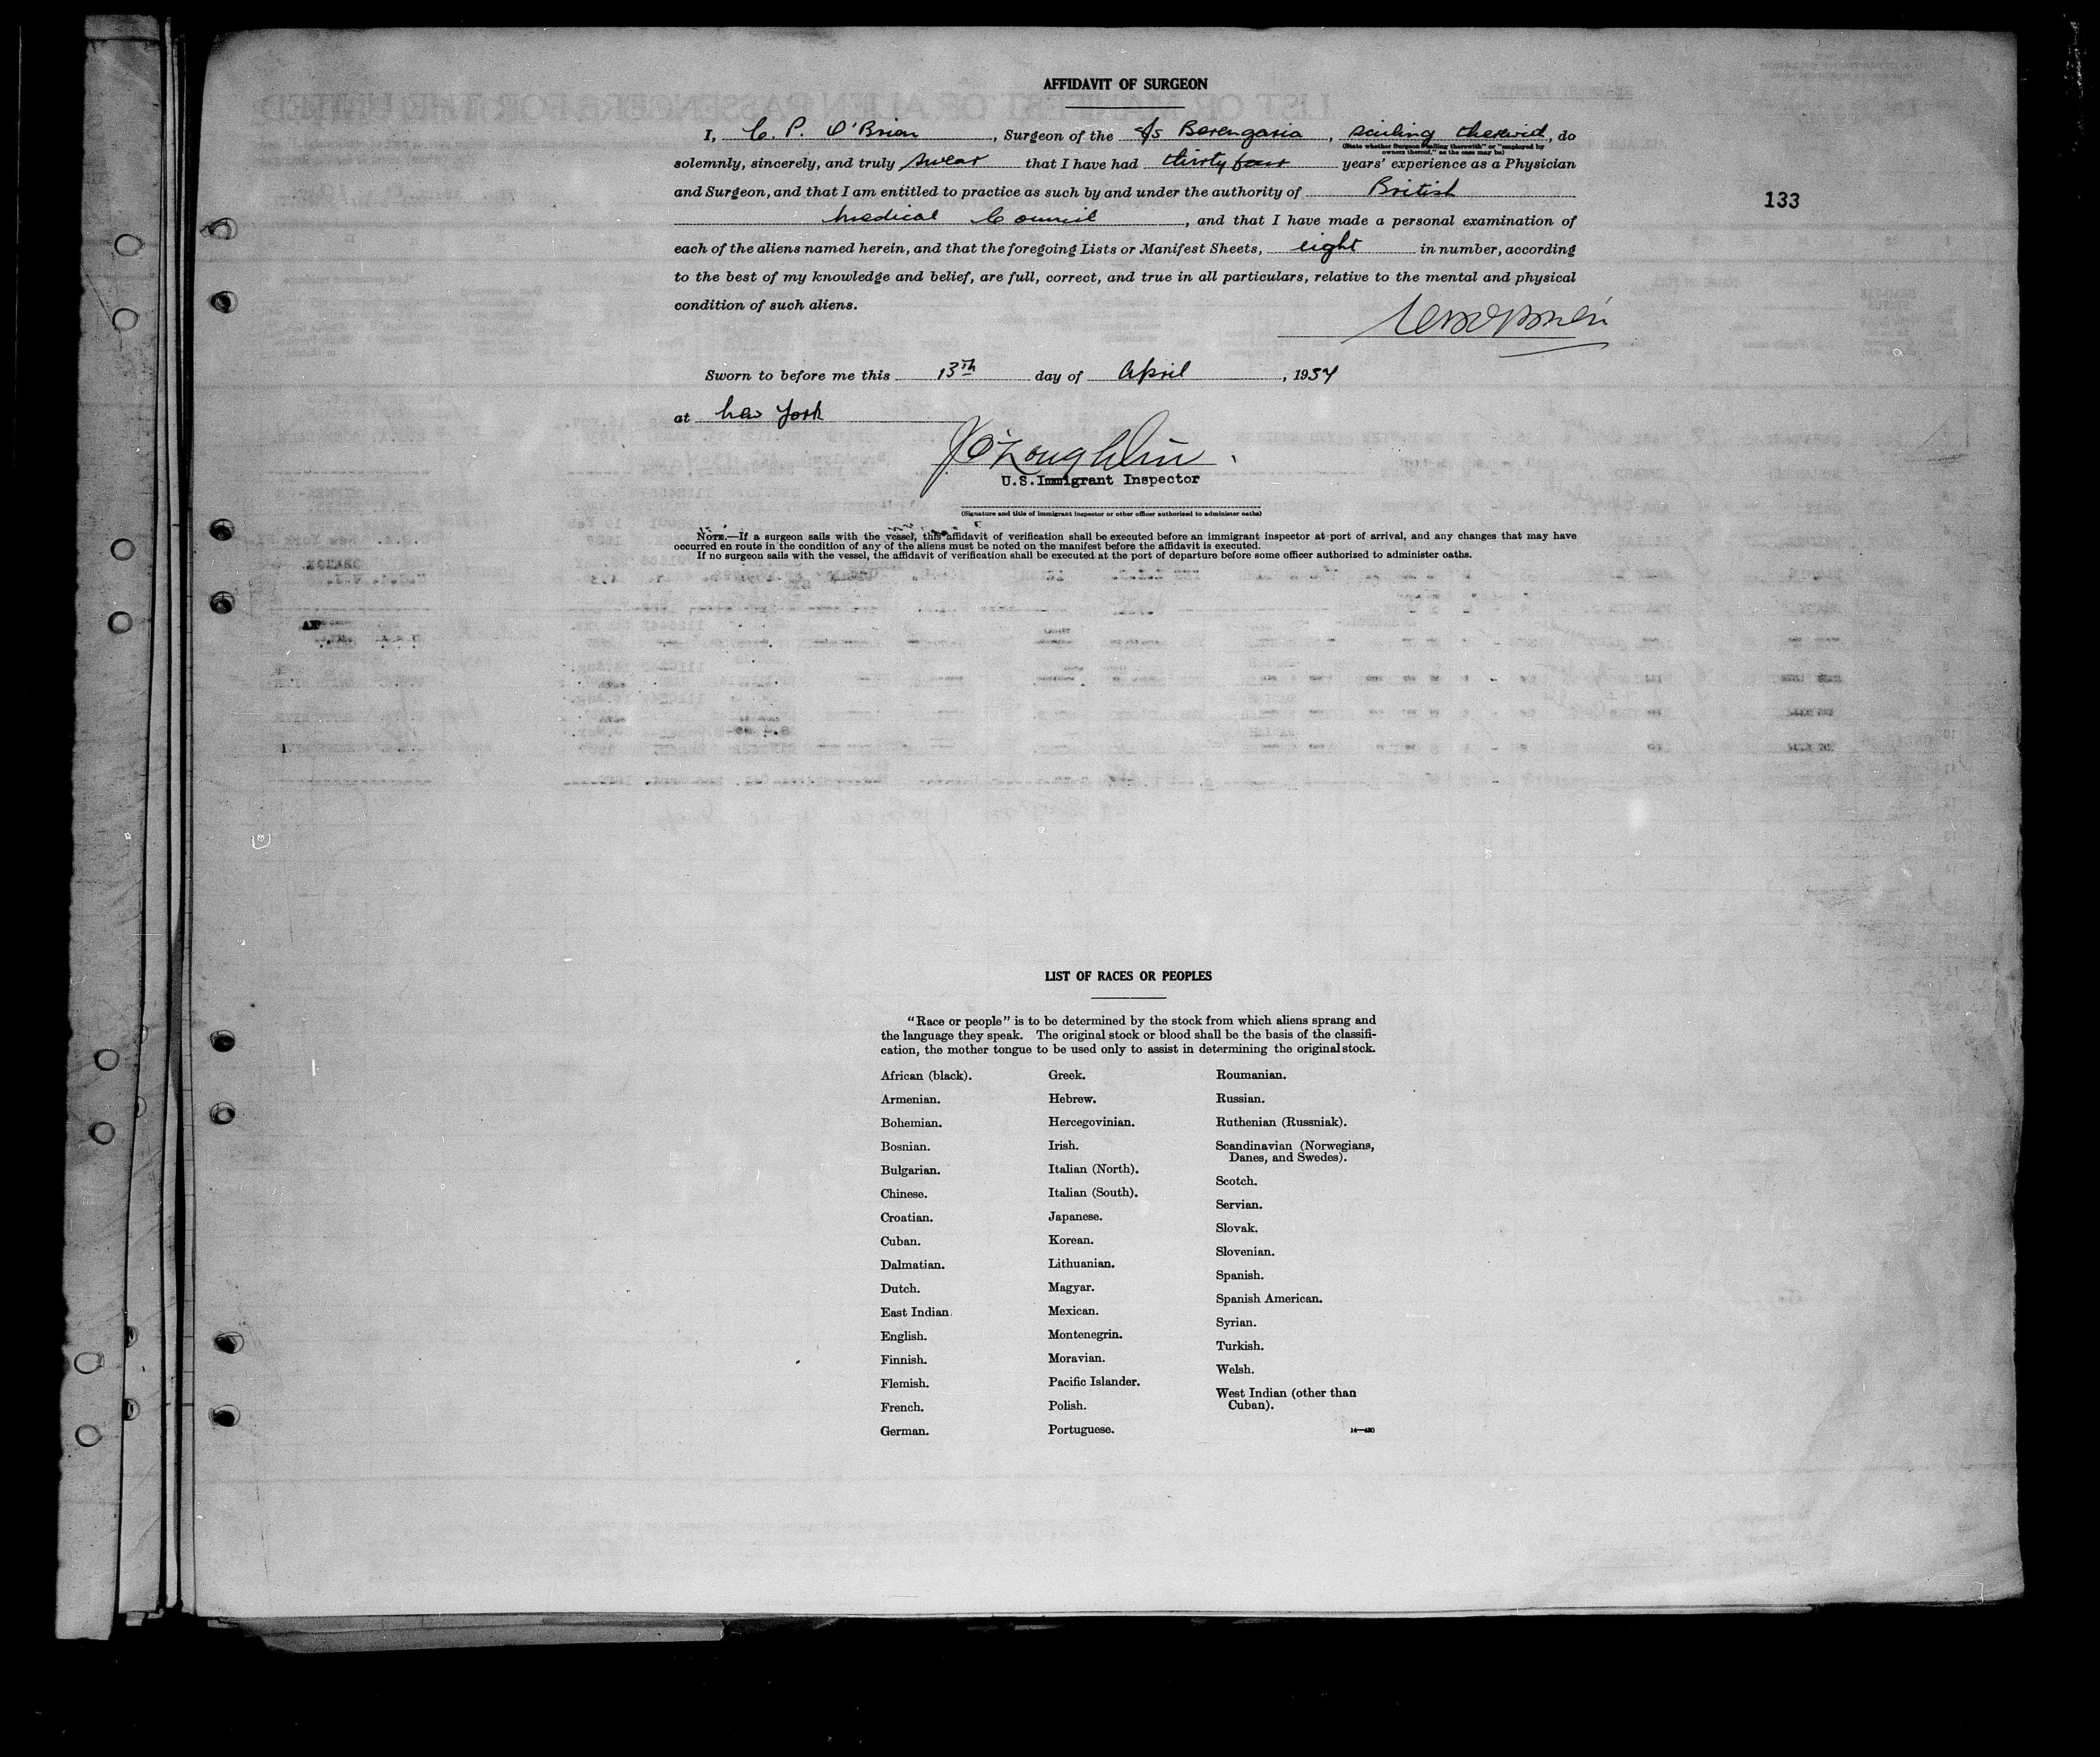 AFFIDAVIT OF SURGEON
I, C. P. O'Brien, Surgeon of the S/S Berengaria, sailing therewith, do
(State whether Surgeon "sailing therewith" or "employed by
owners thereof," as the case may be)
solemnly, sincerely, and truly swear that I have had thirty four years' experience as a Physician
and Surgeon, and that I am entitled to practice as such by and under the authority of British
Medical Council, and that I have made a personal examination of
each of the aliens named herein, and that the foregoing Lists or Manifest Sheets, eight in number, according
to the best of my knowledge and belief, are full, correct, and true in all particulars, relative to the mental and physical
condition of such aliens.
133
Sworn to before me this 13th day of April, 1934
at New York
J O'Loughlin
U.S.Immigrant Inspector
(Signature and title of immigrant inspector or other officer authorized to administer oaths)
NOTE.—If a surgeon sails with the vessel, this affidavit of verification shall be executed before an immigrant inspector at port of arrival, and any changes that may have
occurred en route in the condition of any of the aliens must be noted on the manifest before the affidavit is executed.
If no surgeon sails with the vessel, the affidavit of verification shall be executed at the port of departure before some officer authorized to administer oaths.
LIST OF RACES OR PEOPLES
"Race or people" is to be determined by the stock from which aliens sprang and
the language they speak. The original stock or blood shall be the basis of the classifi-
cation, the mother tongue to be used only to assist in determining the original stock.
African (black).
Armenian.
Bohemian.
Bosnian.
Bulgarian.
Chinese.
Croatian.
Cuban.
Dalmatian.
Dutch.
East Indian
English.
Finnish.
Flemish.
French.
German.
Greek.
Hebrew.
Hercegovinian.
Irish.
Italian (North).
Italian (South).
Japanese.
Korean.
Lithuanian.
Magyar.
Mexican.
Montenegrin.
Moravian.
Pacific Islander.
Polish.
Portuguese.
Roumanian.
Russian.
Ruthenian (Russniak).
Scandinavian (Norwegians,
Danes, and Swedes).
Scotch.
Servian.
Slovak.
Slovenian.
Spanish.
Spanish American.
Syrian.
Turkish.
Welsh.
West Indian (other than
Cuban).